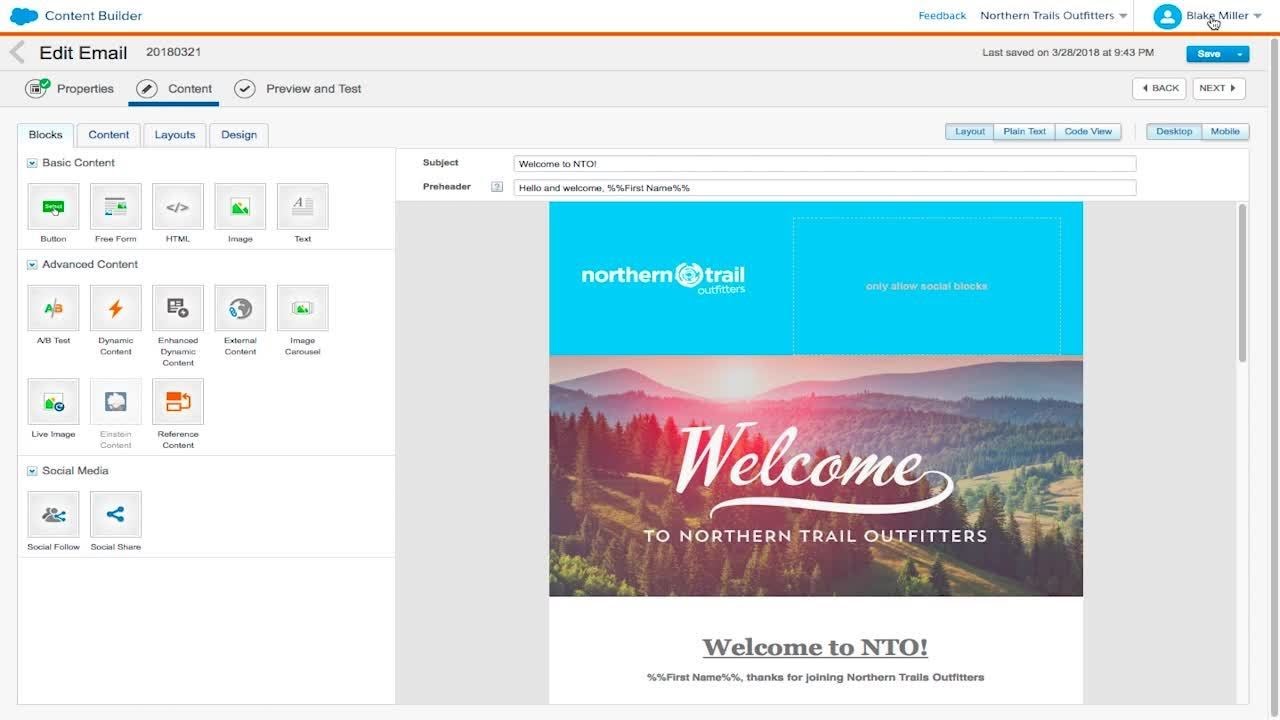 Content Builder
Feedback Northern Trails Outfitters Blake Miller
Edit Email 20180321
Last saved on 3/28/2018 at 9:43 PM Save
Properties Content Preview and Test
BACK NEXT
Blocks Content Layouts Design
Layout Plain Text Code View Desktop Mobile
Basic Content
Select
</>
A
Button Free Form HTML Image Text
Advanced Content
A/B
A/B Test Dynamic Content Enhanced Dynamic Content External Content Image Carousel
Live Image Einstein Content Reference Content
Social Media
Social Follow Social Share
Subject Welcome to NTO!
Preheader ? Hello and welcome, %%First Name%%
northern trail
outfitters
only allow social blocks
Welcome
TO NORTHERN TRAIL OUTFITTERS
Welcome to NTO!
%%First Name%%, thanks for joining Northern Trails Outfitters